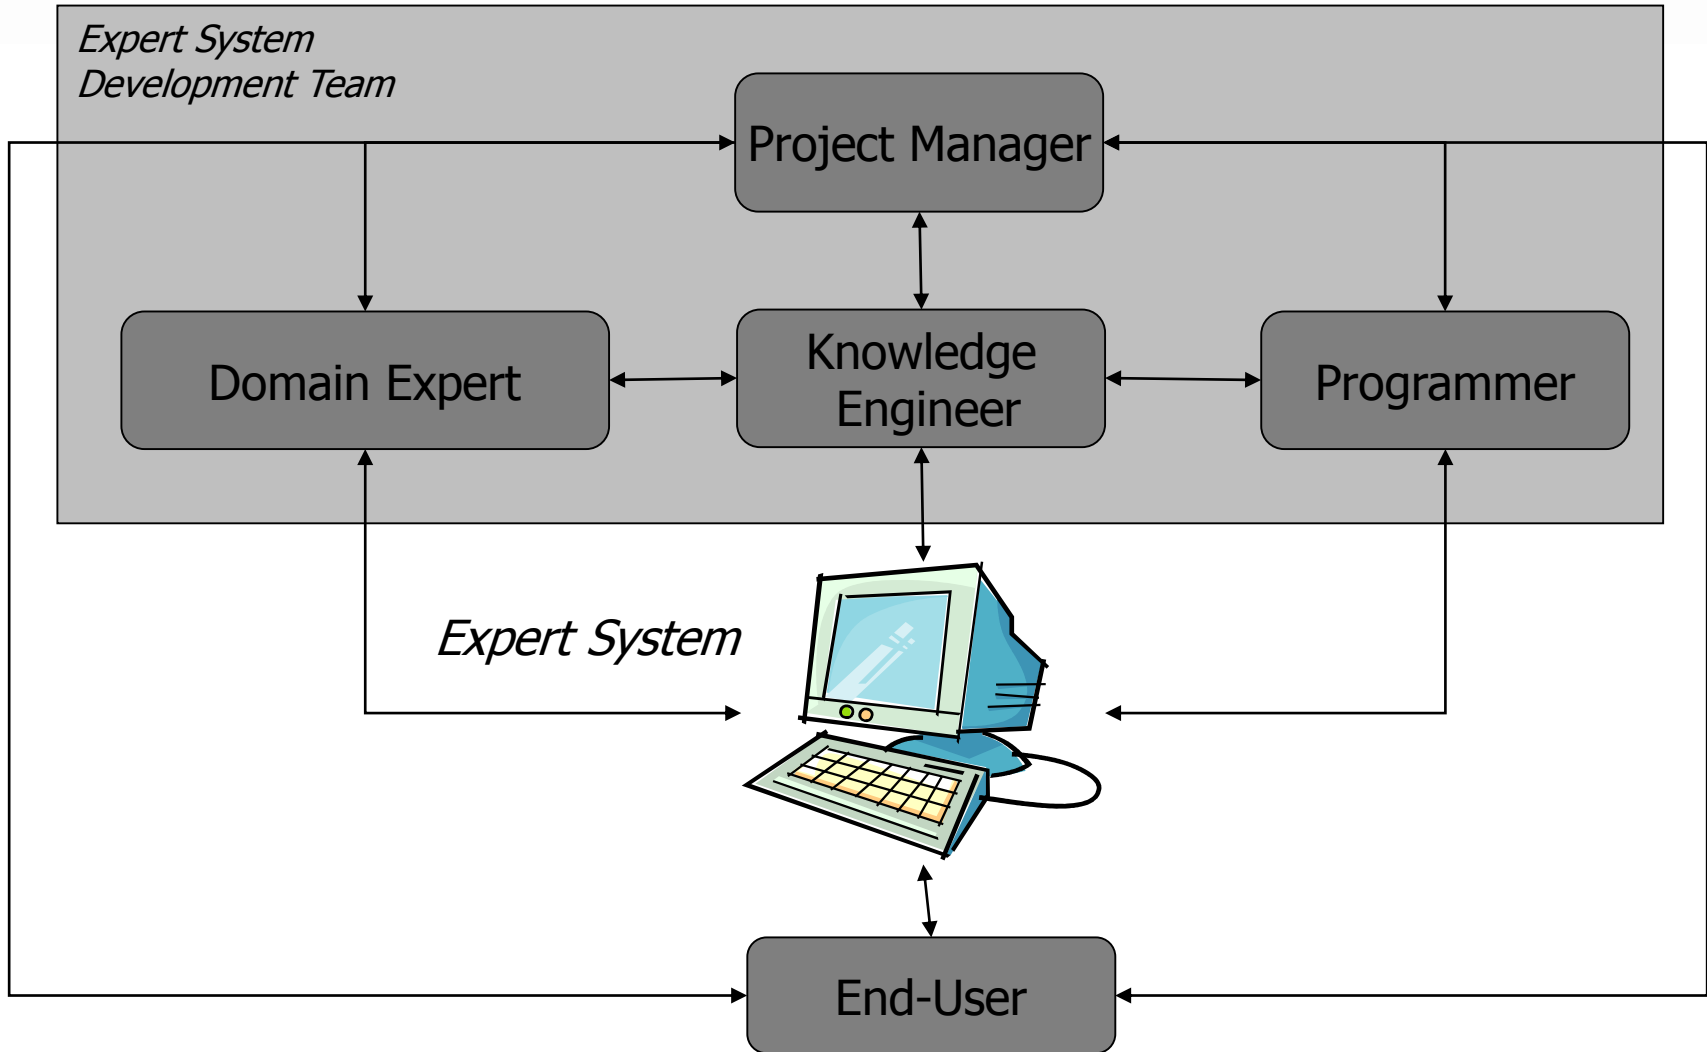 Expert System
Development Team
Project Manager
Domain Expert
Knowledge
Engineer
Programmer
Expert System
End-User